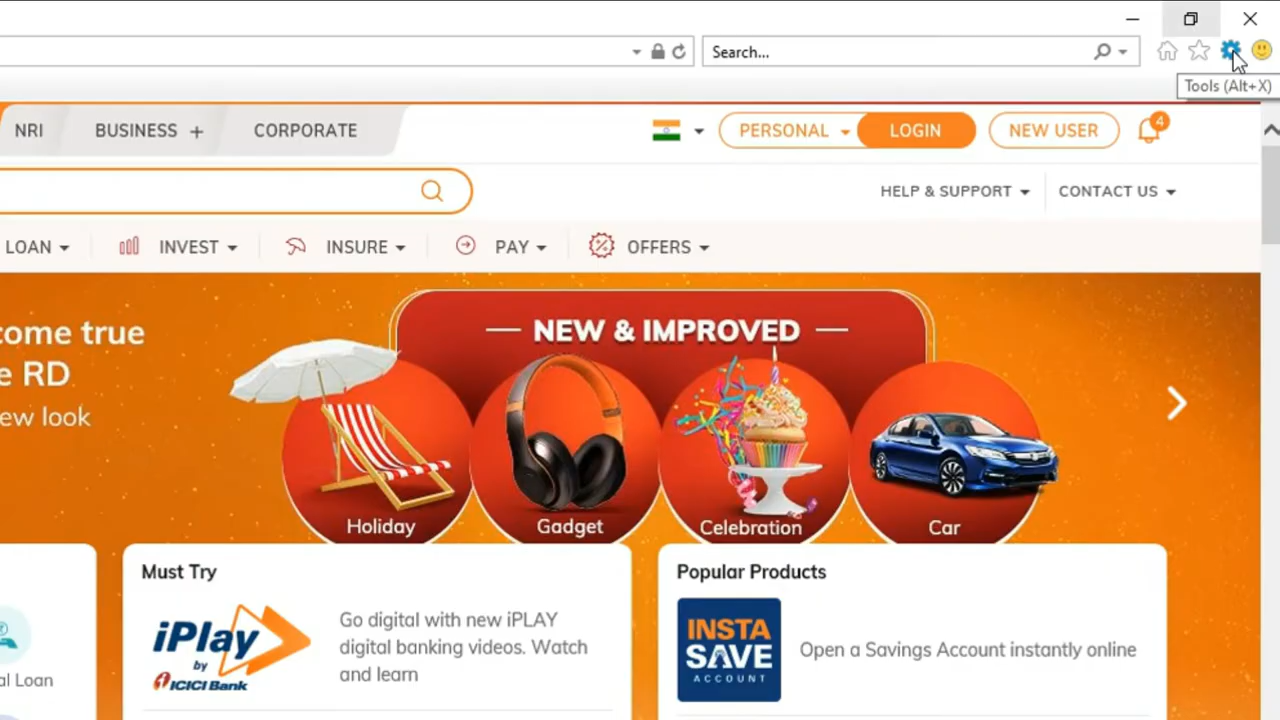 Search...
Tools (Alt+X)
NRI
BUSINESS +
CORPORATE
PERSONAL
LOGIN
NEW USER
4
HELP & SUPPORT
CONTACT US
LOAN
INVEST
INSURE
PAY
OFFERS
come true
e RD
ew look
NEW & IMPROVED
Holiday
Gadget
Celebration
Car
Must Try
iPlay
by
ICICI Bank
Go digital with new iPLAY
digital banking videos. Watch
and learn
Popular Products
INSTA
SAVE
ACCOUNT
Open a Savings Account instantly online
al Loan